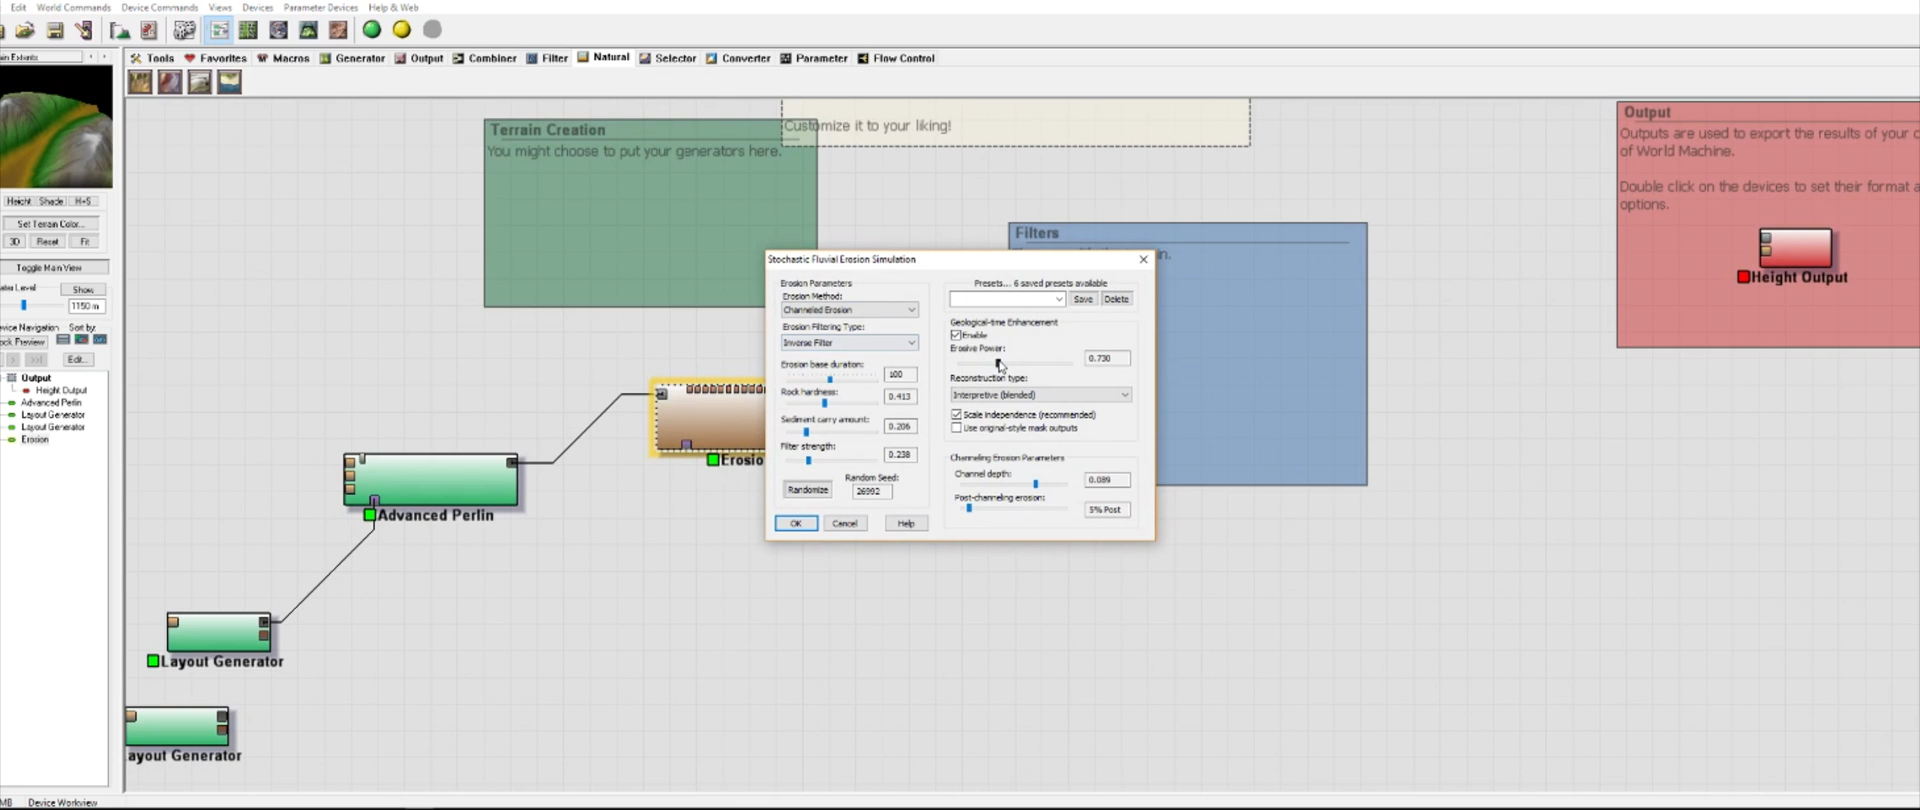 Edit World Commands Device Commands Views Devices Parameter Devices Help & Web
Tools Favorites Macros Generator Output Combiner Filter Natural Selector Converter Parameter Flow Control
Extents
Height Shade H+S
Set Terrain Color...
3D Reset Fit
Toggle Main View
Level Show
1150 m
Navigation Sort by:
Preview Edit...
Output
Height Output
Advanced Perlin
Layout Generator
Layout Generator
Erosion
Terrain Creation
You might choose to put your generators here.
Customize it to your liking!
Filters
in.
Output
Outputs are used to export the results of your
of World Machine.
Double click on the devices to set their format
options.
Height Output
Erosio
Advanced Perlin
Layout Generator
ayout Generator
Stochastic Fluvial Erosion Simulation
Erosion Parameters
Erosion Method:
Channeled Erosion
Erosion Filtering Type:
Inverse Filter
Erosion base duration:
100
Rock hardness:
0.413
Sediment carry amount:
0.206
Filter strength:
0.238
Randomize
Random Seed:
26992
OK Cancel Help
Presets... 6 saved presets available
Save Delete
Geological-time Enhancement
Enable
Erosive Power:
0.730
Reconstruction type:
Interpretive (blended)
Scale independence (recommended)
Use original-style mask outputs
Channeling Erosion Parameters
Channel depth:
0.089
Post-channeling erosion:
5% Post
MB Device Workview